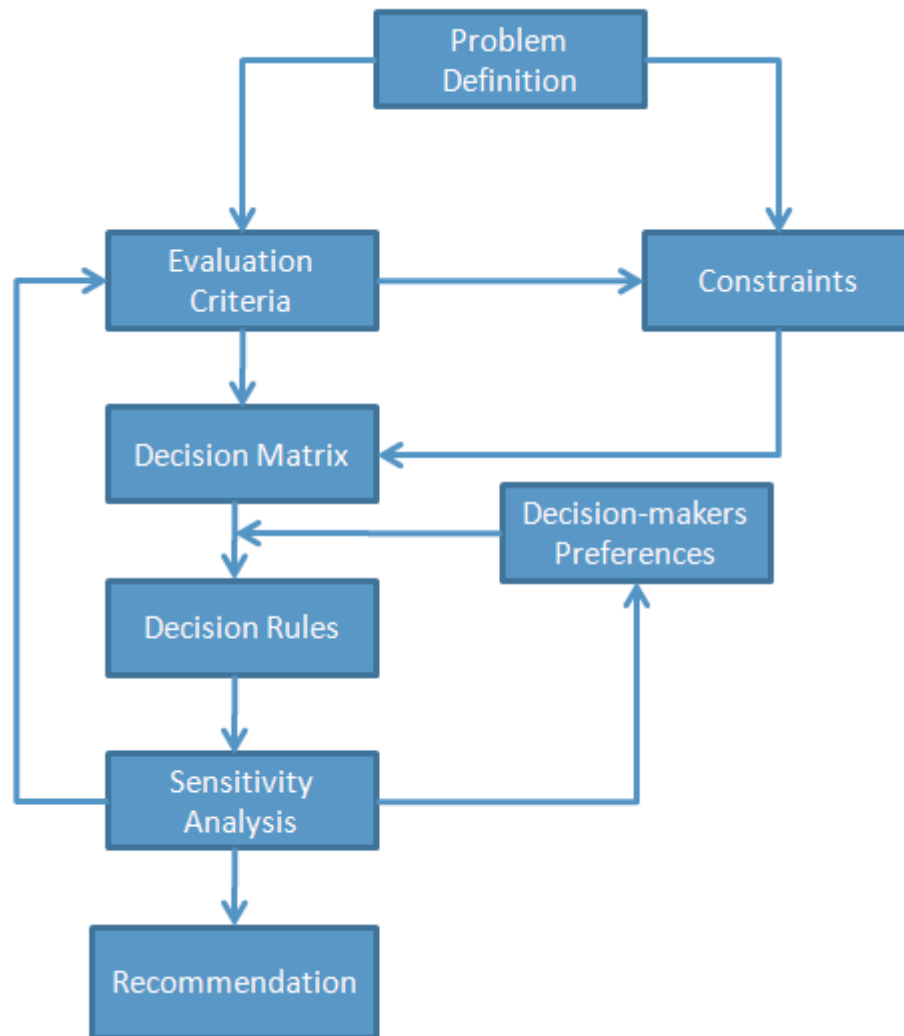 Problem
Definition
Evaluation
Criteria
Constraints
Decision Matrix
Decision-makers
Preferences
Decision Rules
Sensitivity
Analysis
Recommendation